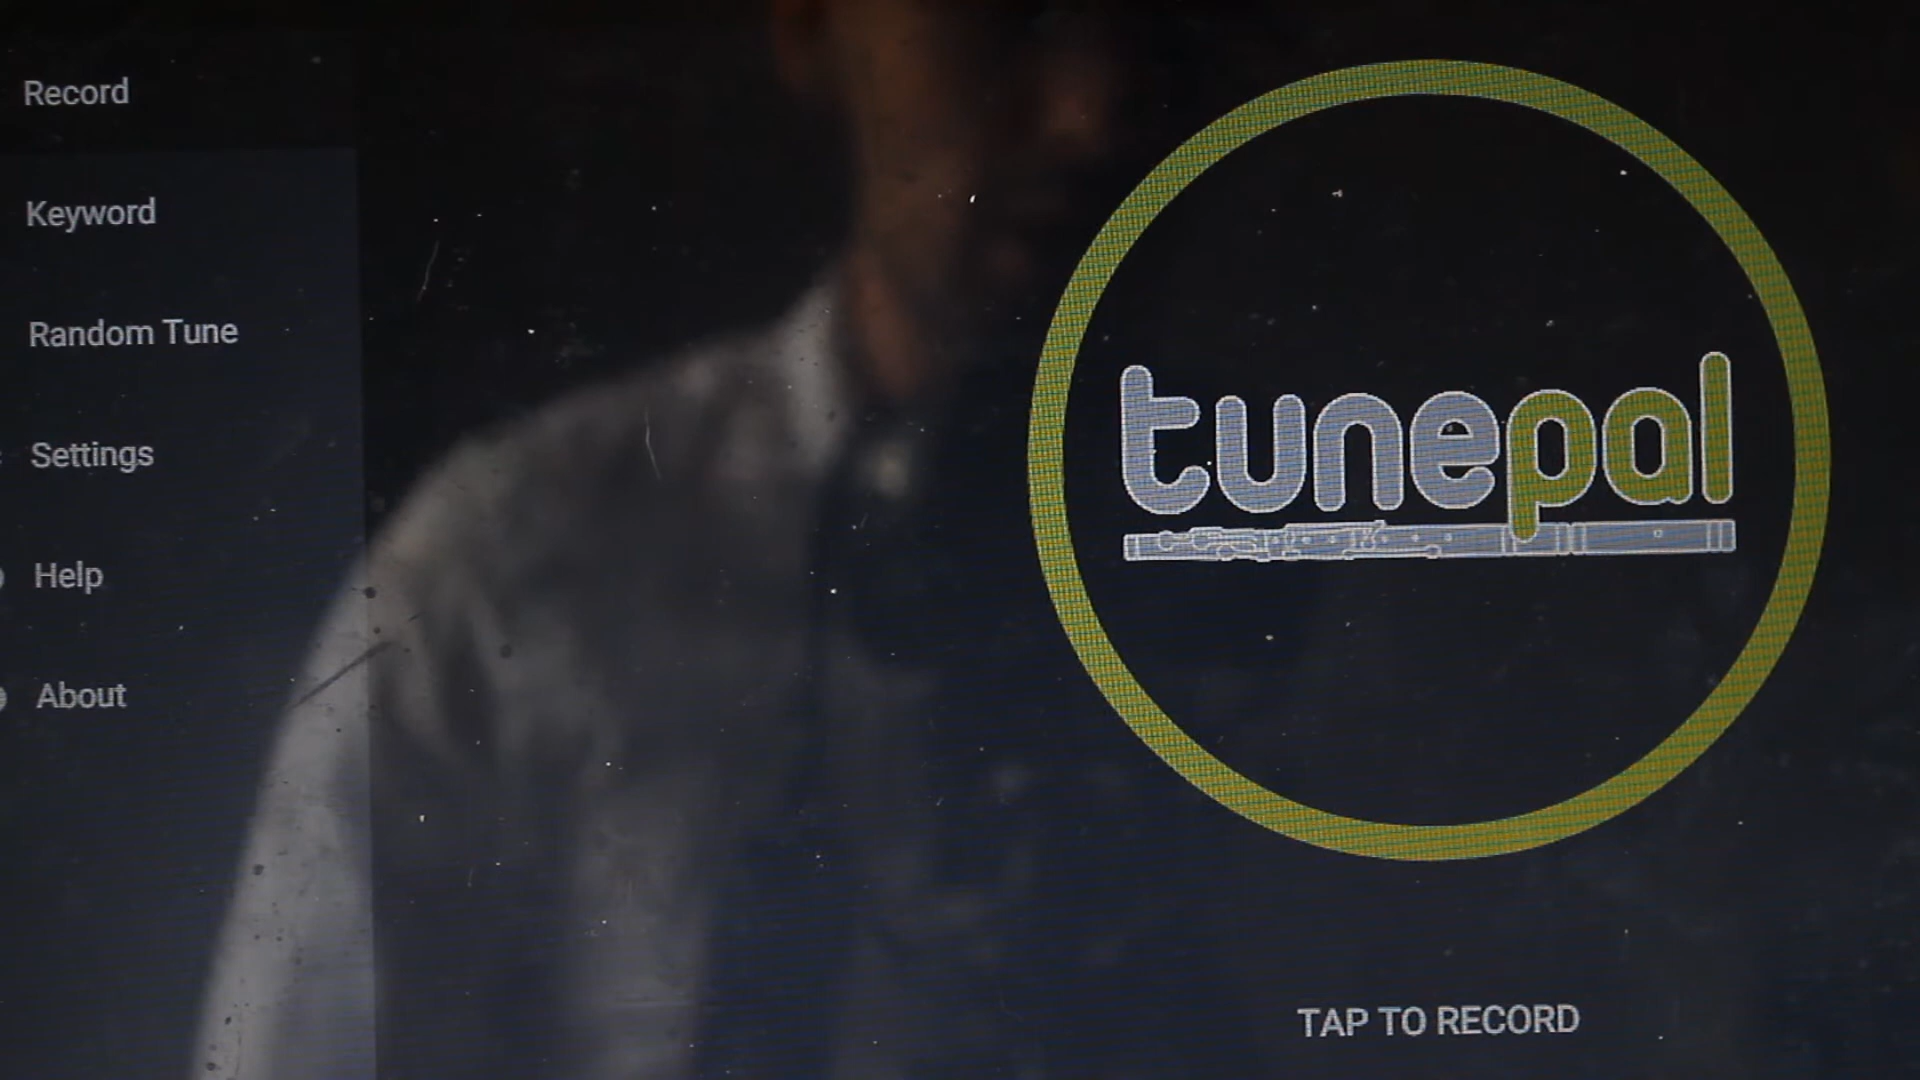 Record
Keyword
Random Tune
Settings
Help
About
tunepal
TAP TO RECORD